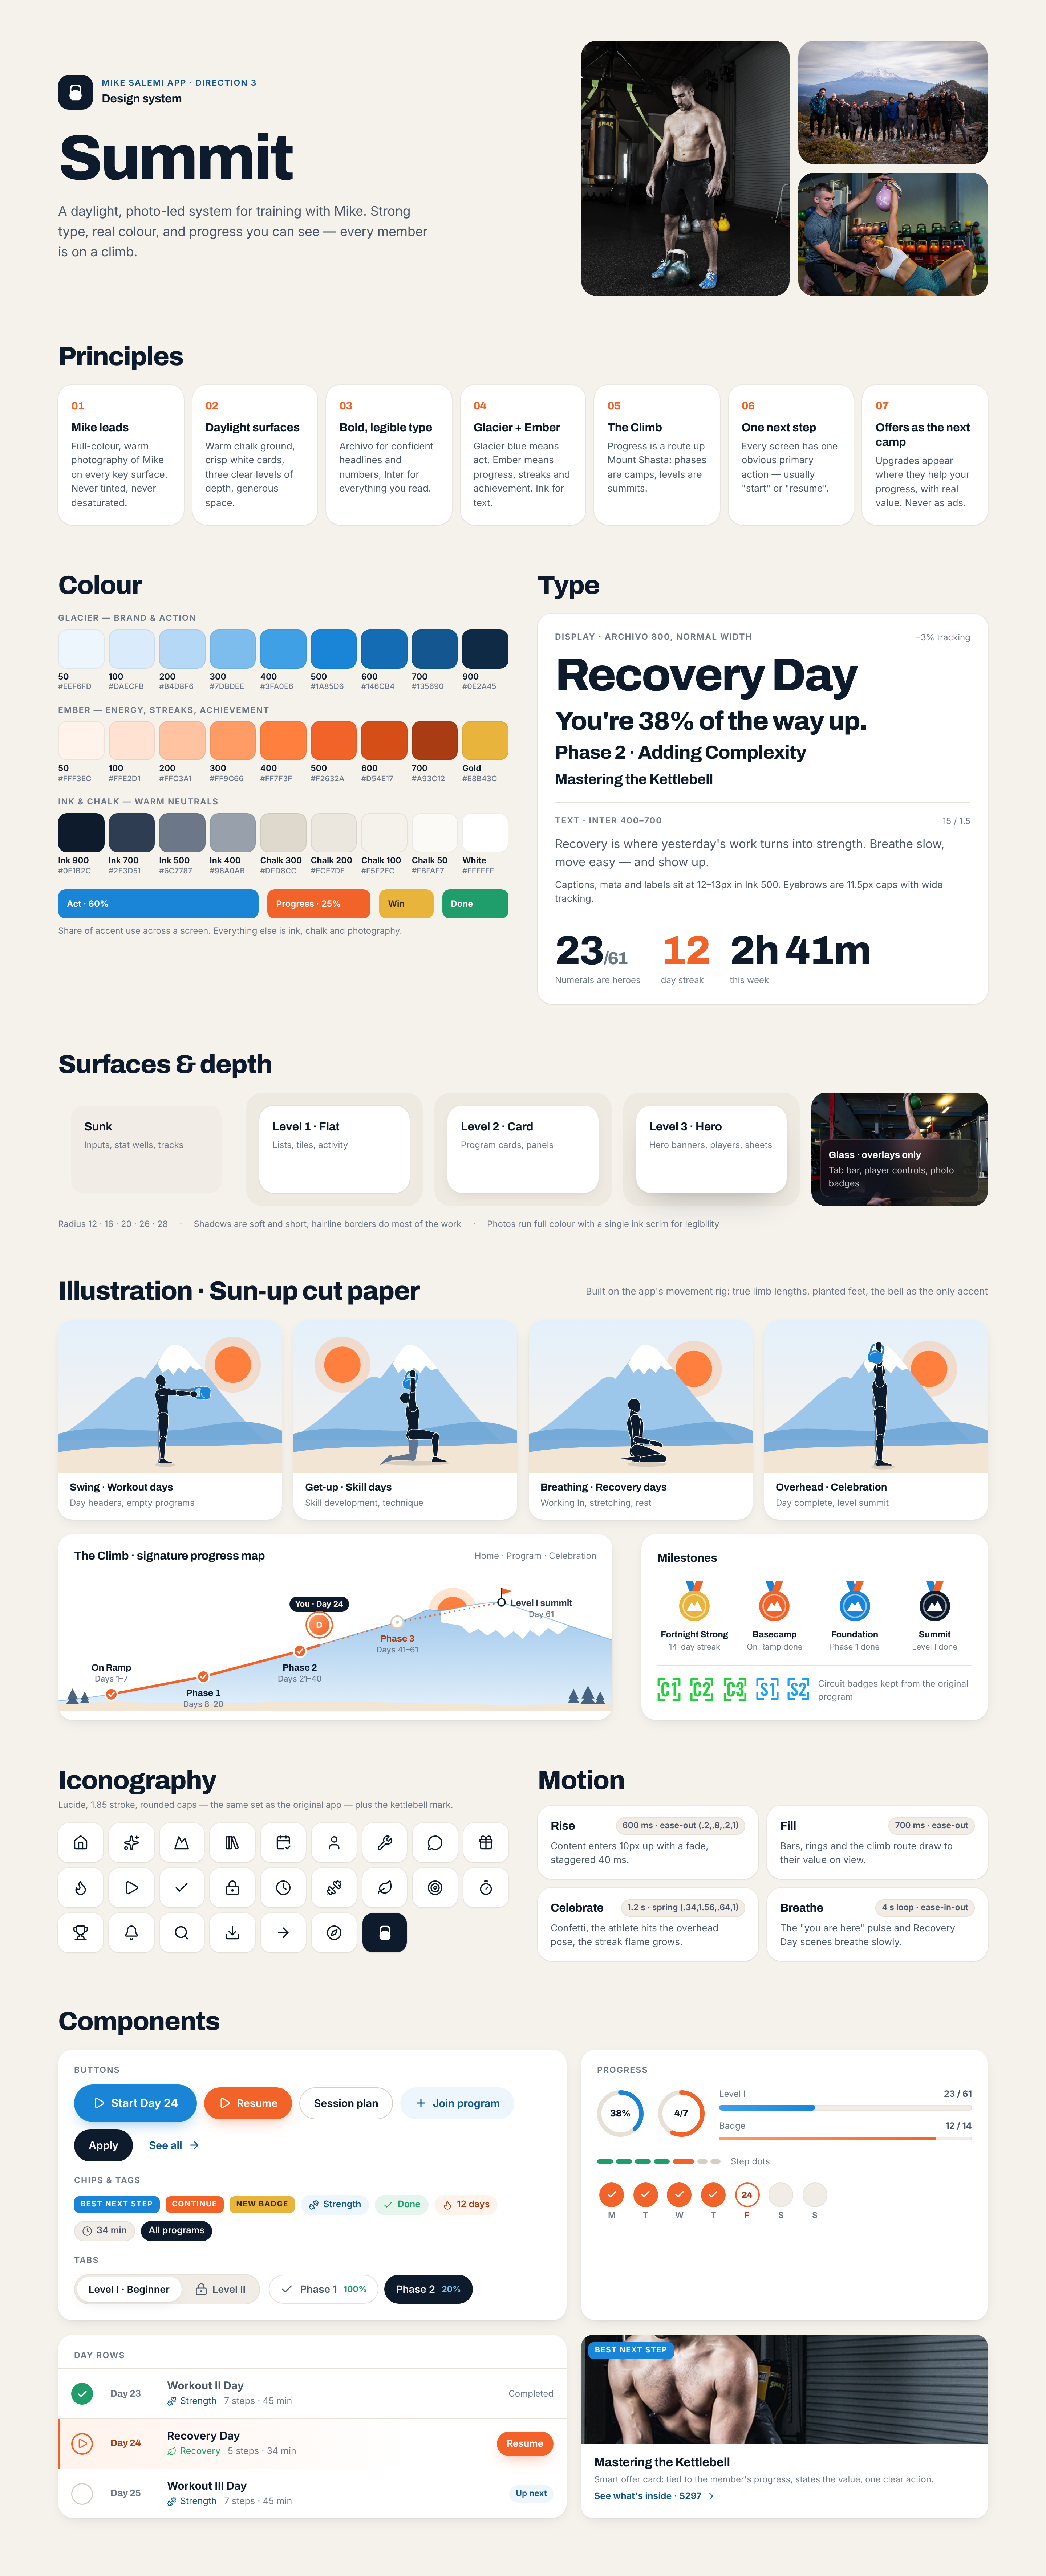 MIKE SALEMI APP · DIRECTION 3
Design system
Summit
A daylight, photo-led system for training with Mike. Strong
type, real colour, and progress you can see — every member
is on a climb.
Principles
01
Mike leads
Full-colour, warm
photography of Mike
on every key surface.
Never tinted, never
desaturated.
02
Daylight surfaces
Warm chalk ground,
crisp white cards,
three clear levels of
depth, generous
space.
03
Bold, legible type
Archivo for confident
headlines and
numbers, Inter for
everything you read.
04
Glacier + Ember
Glacier blue means
act. Ember means
progress, streaks and
achievement. Ink for
text.
05
The Climb
Progress is a route up
Mount Shasta: phases
are camps, levels are
summits.
06
One next step
Every screen has one
obvious primary
action — usually
"start" or "resume".
07
Offers as the next
camp
Upgrades appear
where they help your
progress, with real
value. Never as ads.
Colour
GLACIER — BRAND & ACTION
50 100 200 300 400 500 600 700 900
#EEF6FD #DAECFB #B4D8F6 #7DBDEE #3FA0E6 #1A85D6 #146CB4 #135690 #0E2A45
EMBER — ENERGY, STREAKS, ACHIEVEMENT
50 100 200 300 400 500 600 700 Gold
#FFF3EC #FFE2D1 #FFC3A1 #FF9C66 #FF7F3F #F2632A #D54E17 #A93C12 #E8B43C
INK & CHALK — WARM NEUTRALS
Ink 900 Ink 700 Ink 500 Ink 400 Chalk 300 Chalk 200 Chalk 100 Chalk 50 White
#0E1B2C #2E3D51 #6C7787 #98A0AB #DFD8CC #ECE7DE #F5F2EC #FBFAF7 #FFFFFF
Act · 60% Progress · 25% Win Done
Share of accent use across a screen. Everything else is ink, chalk and photography.
Type
DISPLAY · ARCHIVO 800, NORMAL WIDTH −3% tracking
Recovery Day
You're 38% of the way up.
Phase 2 · Adding Complexity
Mastering the Kettlebell
TEXT · INTER 400–700 15 / 1.5
Recovery is where yesterday's work turns into strength. Breathe slow,
move easy — and show up.
Captions, meta and labels sit at 12–13px in Ink 500. Eyebrows are 11.5px caps with wide
tracking.
23/61 12 2h 41m
Numerals are heroes day streak this week
Surfaces & depth
Sunk
Inputs, stat wells, tracks
Level 1 · Flat
Lists, tiles, activity
Level 2 · Card
Program cards, panels
Level 3 · Hero
Hero banners, players, sheets
Glass · overlays only
Tab bar, player controls, photo
badges
Radius 12 · 16 · 20 · 26 · 28 · Shadows are soft and short; hairline borders do most of the work · Photos run full colour with a single ink scrim for legibility
Illustration · Sun-up cut paper
Built on the app's movement rig: true limb lengths, planted feet, the bell as the only accent
Swing · Workout days
Day headers, empty programs
Get-up · Skill days
Skill development, technique
Breathing · Recovery days
Working In, stretching, rest
Overhead · Celebration
Day complete, level summit
The Climb · signature progress map
Home · Program · Celebration
You · Day 24
D
Level I summit
Day 61
Phase 3
Days 41–61
On Ramp
Days 1–7
Phase 2
Days 21–40
Phase 1
Days 8–20
Milestones
Fortnight Strong
14-day streak
Basecamp
On Ramp done
Foundation
Phase 1 done
Summit
Level I done
C1 C2 C3 S1 S2
Circuit badges kept from the original
program
Iconography
Lucide, 1.85 stroke, rounded caps — the same set as the original app — plus the kettlebell mark.
Motion
Rise 600 ms · ease-out (.2,.8,.2,1)
Content enters 10px up with a fade,
staggered 40 ms.
Fill 700 ms · ease-out
Bars, rings and the climb route draw to
their value on view.
Celebrate 1.2 s · spring (.34,1.56,.64,1)
Confetti, the athlete hits the overhead
pose, the streak flame grows.
Breathe 4 s loop · ease-in-out
The "you are here" pulse and Recovery
Day scenes breathe slowly.
Components
BUTTONS
Start Day 24 Resume Session plan Join program
Apply See all
CHIPS & TAGS
BEST NEXT STEP CONTINUE NEW BADGE Strength Done 12 days
34 min All programs
TABS
Level I · Beginner Level II Phase 1 100% Phase 2 20%
PROGRESS
38% 4/7
Level I 23 / 61
Badge 12 / 14
Step dots
24
M T W T F S S
DAY ROWS
Day 23
Workout II Day
Strength 7 steps · 45 min
Completed
Day 24
Recovery Day
Recovery 5 steps · 34 min
Resume
Day 25
Workout III Day
Strength 7 steps · 45 min
Up next
BEST NEXT STEP
Mastering the Kettlebell
Smart offer card: tied to the member's progress, states the value, one clear action.
See what's inside · $297